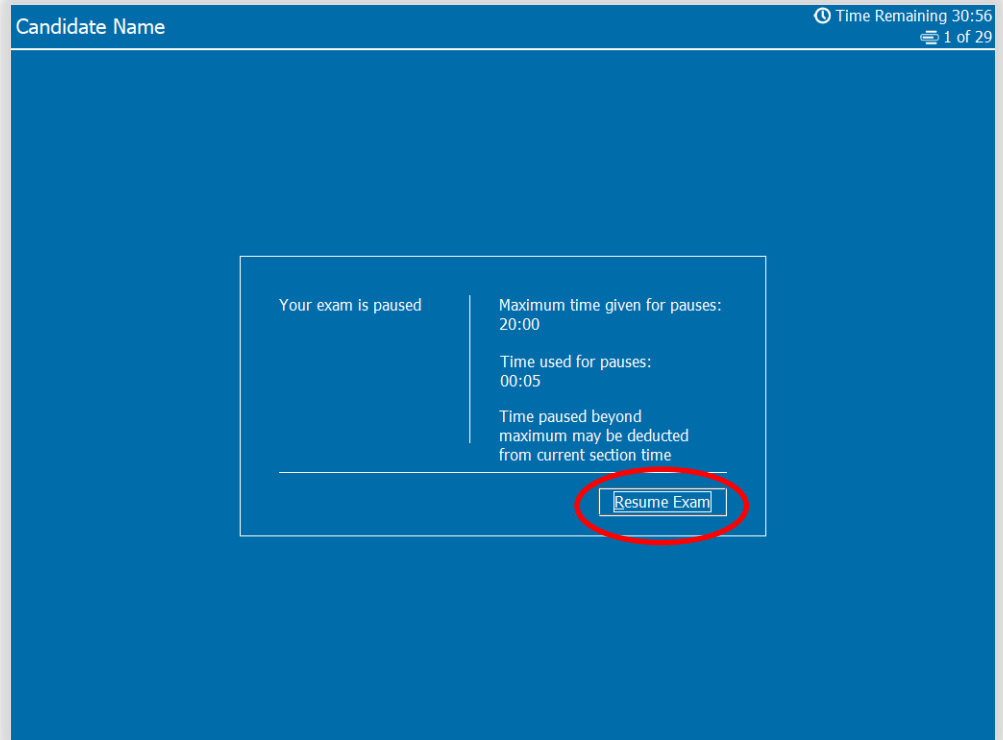 Candidate Name
Time Remaining 30:56
1 of 29
Your exam is paused
Maximum time given for pauses:
20:00
Time used for pauses:
00:05
Time paused beyond
maximum may be deducted
from current section time
Resume Exam